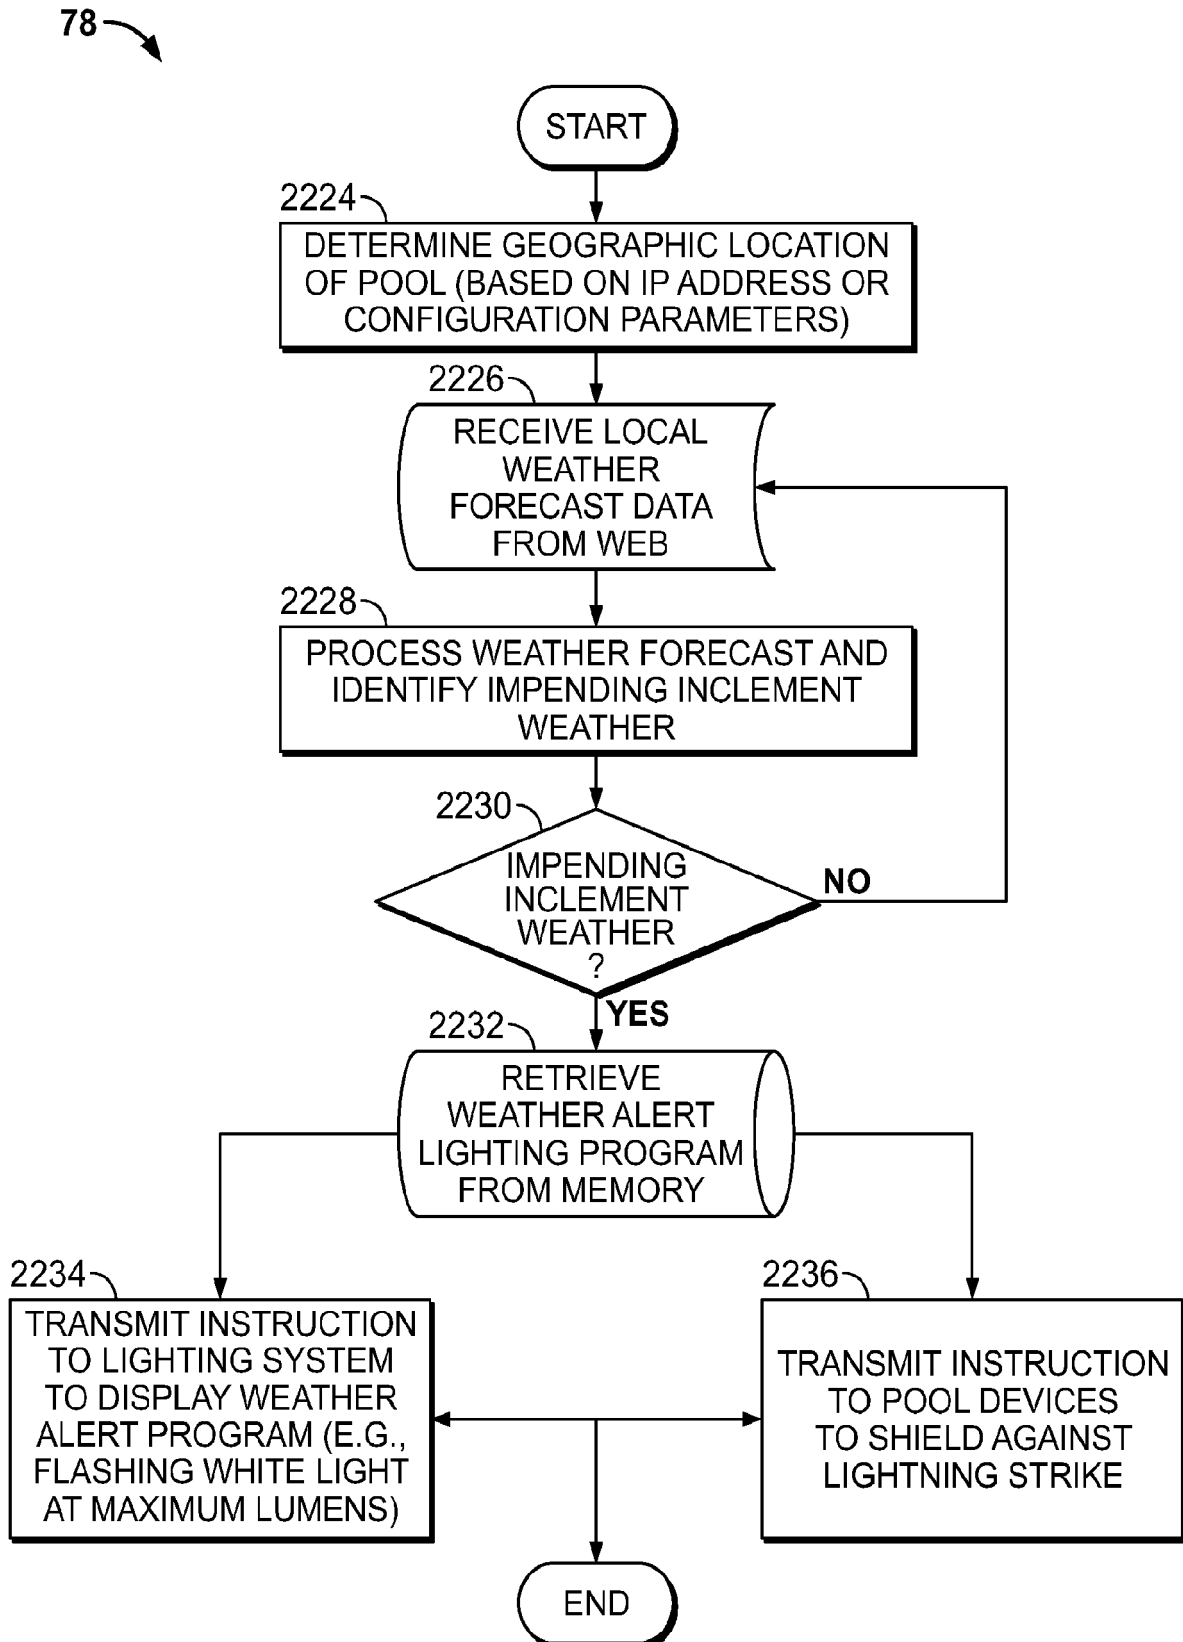 78
START
2224
DETERMINE GEOGRAPHIC LOCATION
OF POOL (BASED ON IP ADDRESS OR
CONFIGURATION PARAMETERS)
2226
RECEIVE LOCAL
WEATHER
FORECAST DATA
FROM WEB
2228
PROCESS WEATHER FORECAST AND
IDENTIFY IMPENDING INCLEMENT
WEATHER
2230
IMPENDING
INCLEMENT
WEATHER
?
NO
YES
2232
RETRIEVE
WEATHER ALERT
LIGHTING PROGRAM
FROM MEMORY
2234
TRANSMIT INSTRUCTION
TO LIGHTING SYSTEM
TO DISPLAY WEATHER
ALERT PROGRAM (E.G.,
FLASHING WHITE LIGHT
AT MAXIMUM LUMENS)
2236
TRANSMIT INSTRUCTION
TO POOL DEVICES
TO SHIELD AGAINST
LIGHTNING STRIKE
END